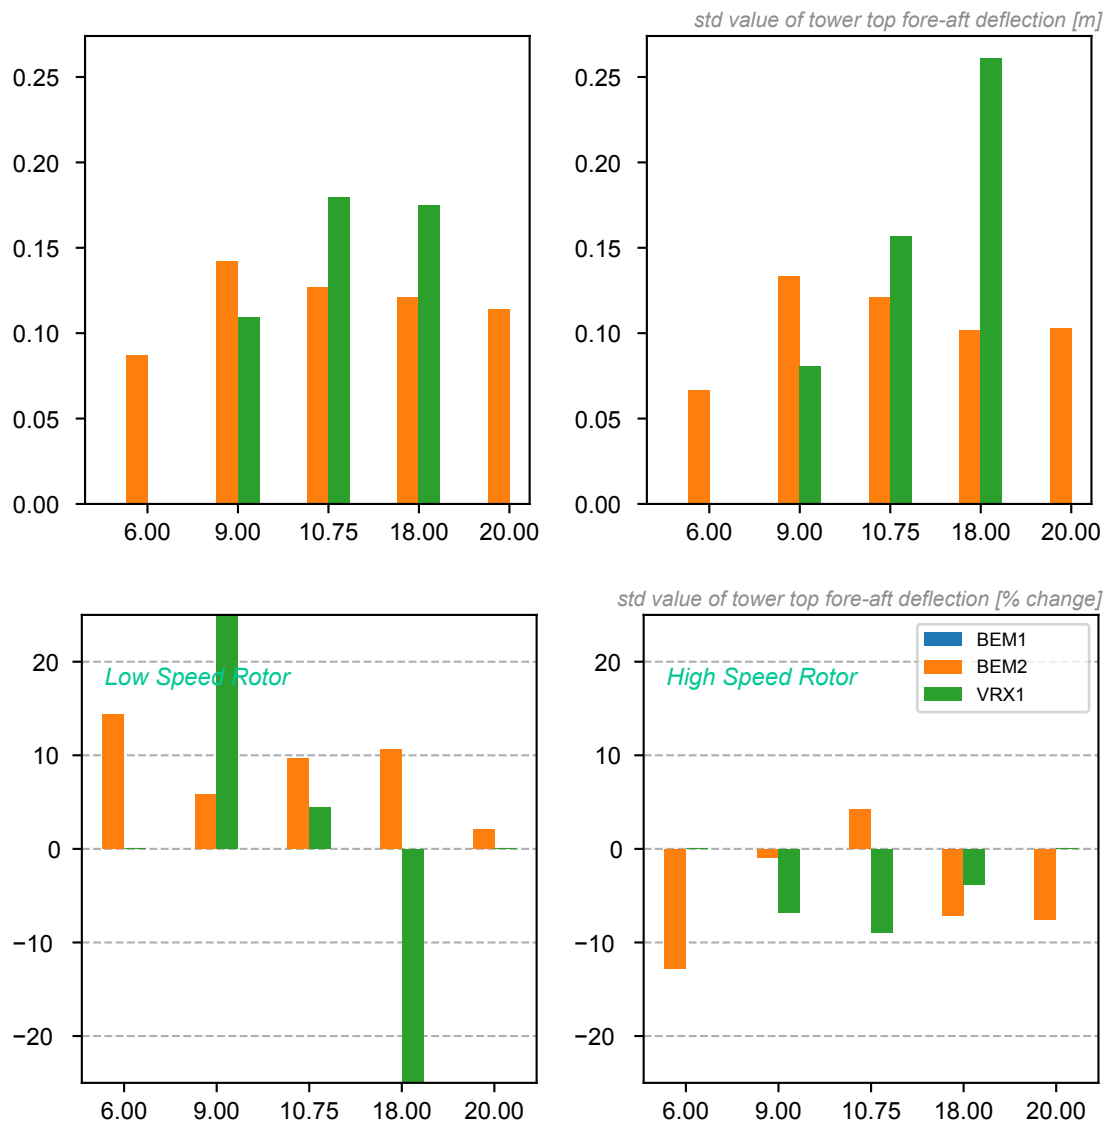 std value of tower top fore-aft deflection [m]
0.25
0.20
0.15
0.10
0.05
0.00
6.00 9.00 10.75 18.00 20.00
0.25
0.20
0.15
0.10
0.05
0.00
6.00 9.00 10.75 18.00 20.00
std value of tower top fore-aft deflection [% change]
Low Speed Rotor
20
10
0
−10
−20
6.00 9.00 10.75 18.00 20.00
High Speed Rotor
BEM1
BEM2
VRX1
20
10
0
−10
−20
6.00 9.00 10.75 18.00 20.00